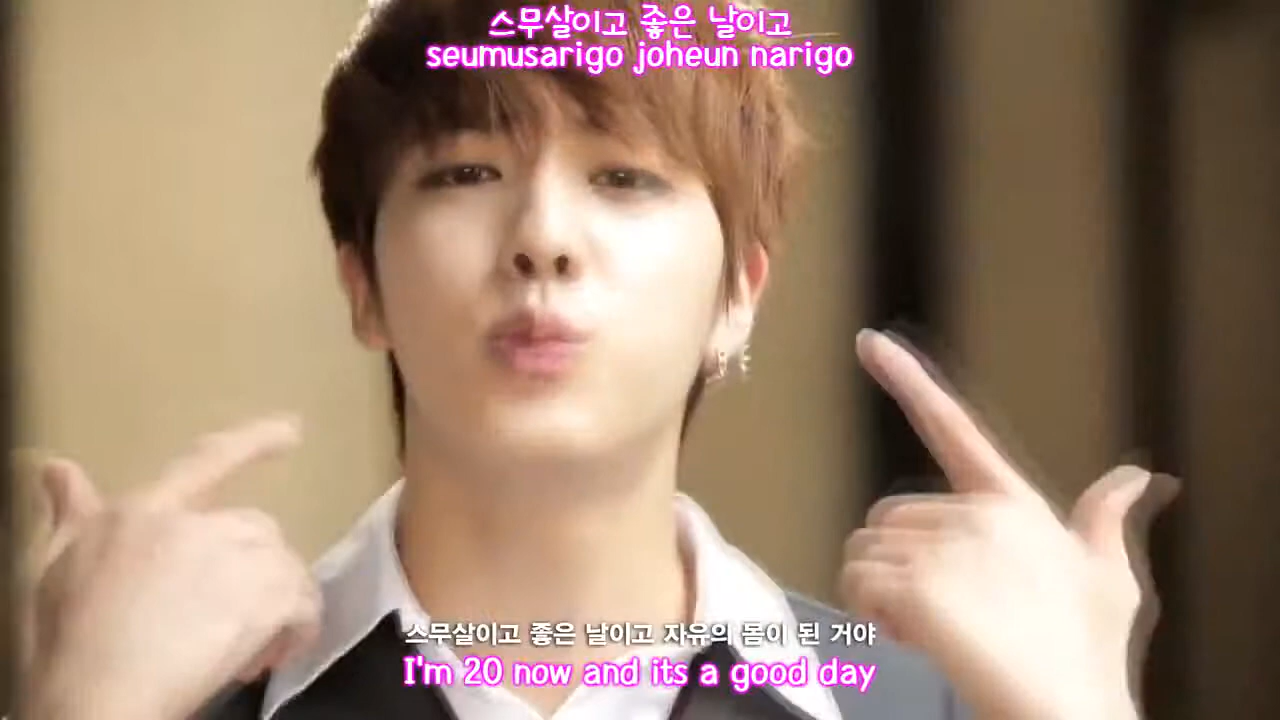 스무살이고 좋은 날이고
seumusarigo joheun narigo
스무살이고 좋은 날이고 자유의 몸이 된 거야
I'm 20 now and its a good day